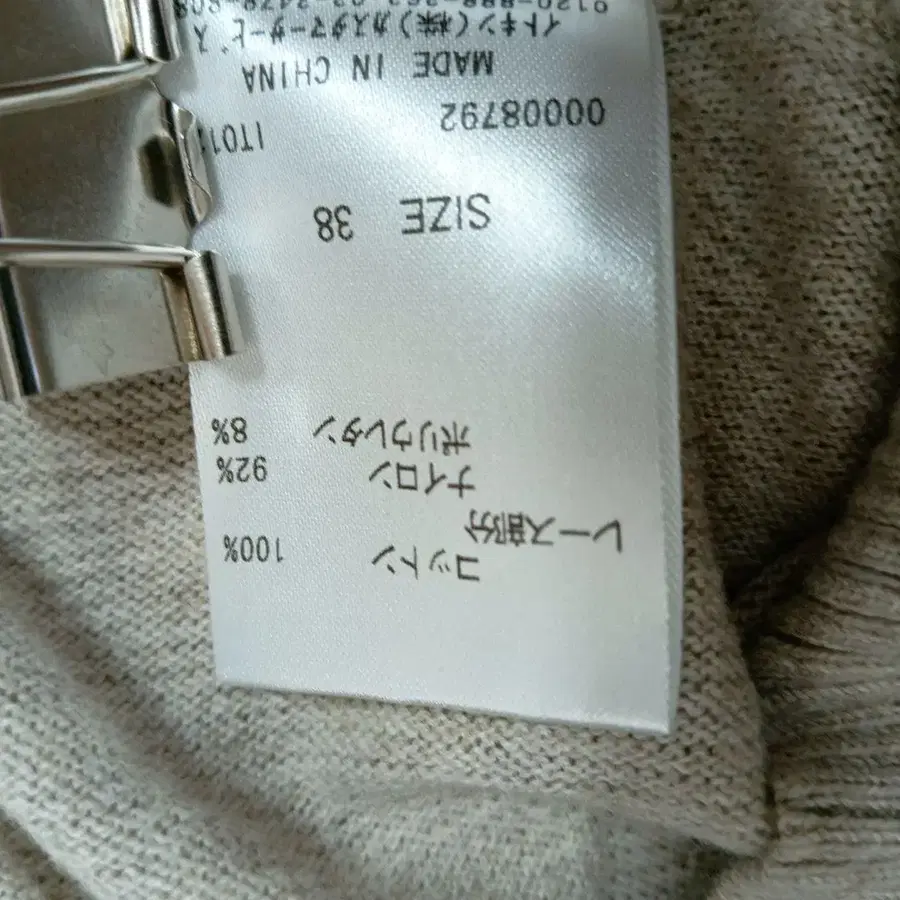 コットン 100%
レース部分
ナイロン 92%
ポリウレタン 8%
SIZE 38
00008792 IT01
MADE IN CHINA
イトキン(株)カスタマーサービス